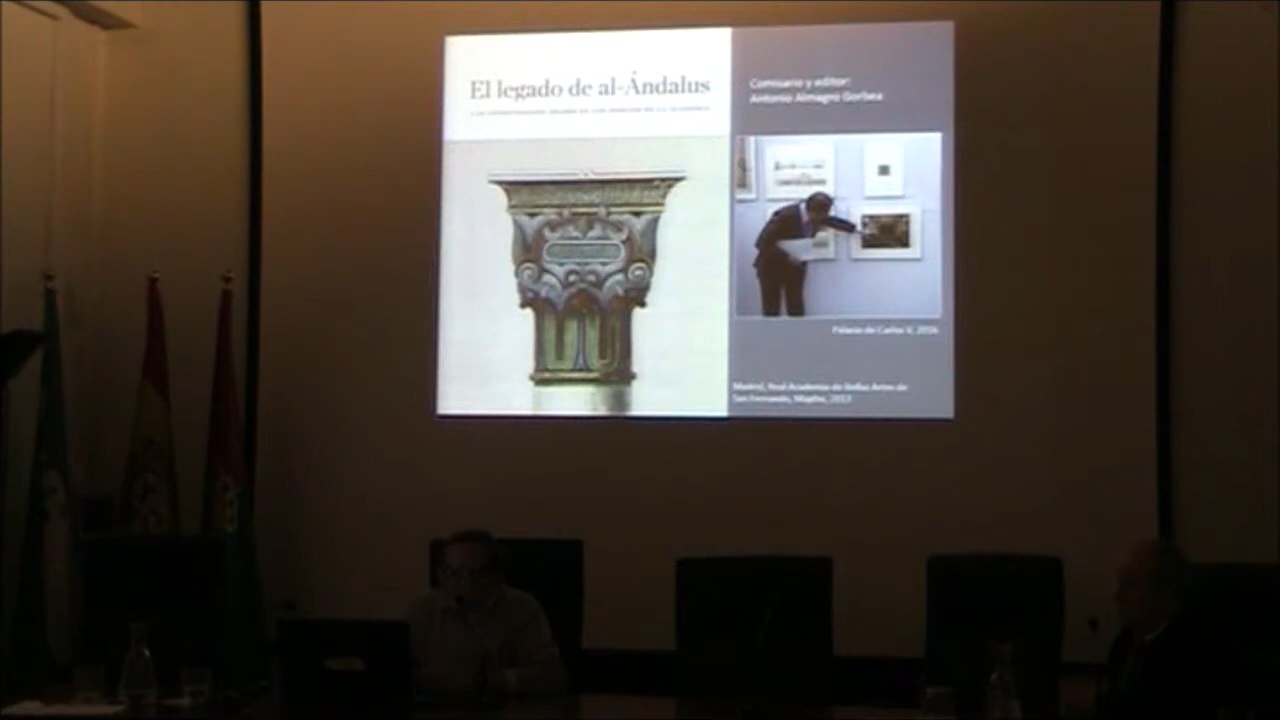 El legado de al-Ándalus
Comisario y editor:
Antonio Almagro Gorbea
Palacio de Carlos V, 2016
Madrid, Real Academia de Bellas Artes de
San Fernando, Mapfre, 2015